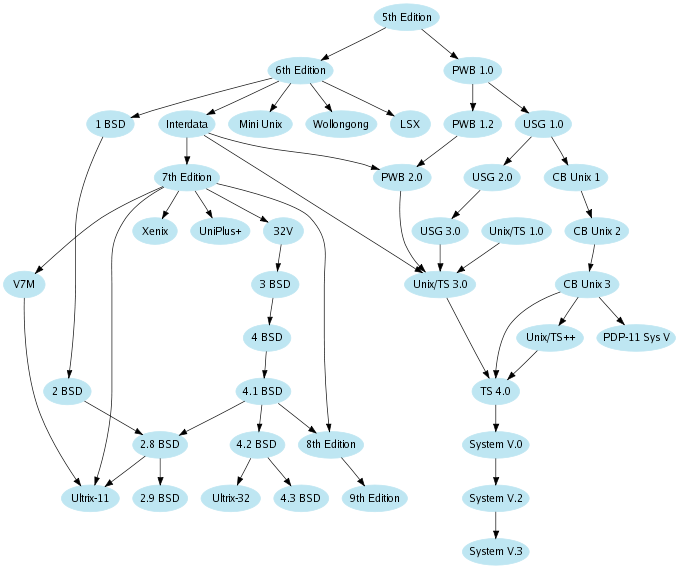 5th Edition
6th Edition
PWB 1.0
1 BSD
Interdata
Mini Unix
Wollongong
LSX
PWB 1.2
USG 1.0
7th Edition
PWB 2.0
USG 2.0
CB Unix 1
Xenix
UniPlus+
32V
USG 3.0
Unix/TS 1.0
CB Unix 2
V7M
3 BSD
Unix/TS 3.0
CB Unix 3
4 BSD
Unix/TS++
PDP-11 Sys V
2 BSD
4.1 BSD
TS 4.0
2.8 BSD
4.2 BSD
8th Edition
System V.0
Ultrix-11
2.9 BSD
Ultrix-32
4.3 BSD
9th Edition
System V.2
System V.3